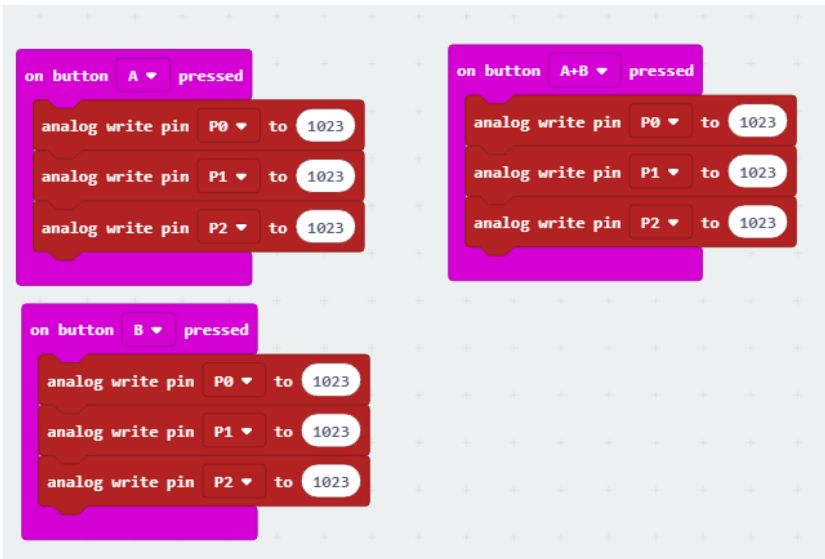 on button A pressed
analog write pin P0 to 1023
analog write pin P1 to 1023
analog write pin P2 to 1023
on button A+B pressed
analog write pin P0 to 1023
analog write pin P1 to 1023
analog write pin P2 to 1023
on button B pressed
analog write pin P0 to 1023
analog write pin P1 to 1023
analog write pin P2 to 1023